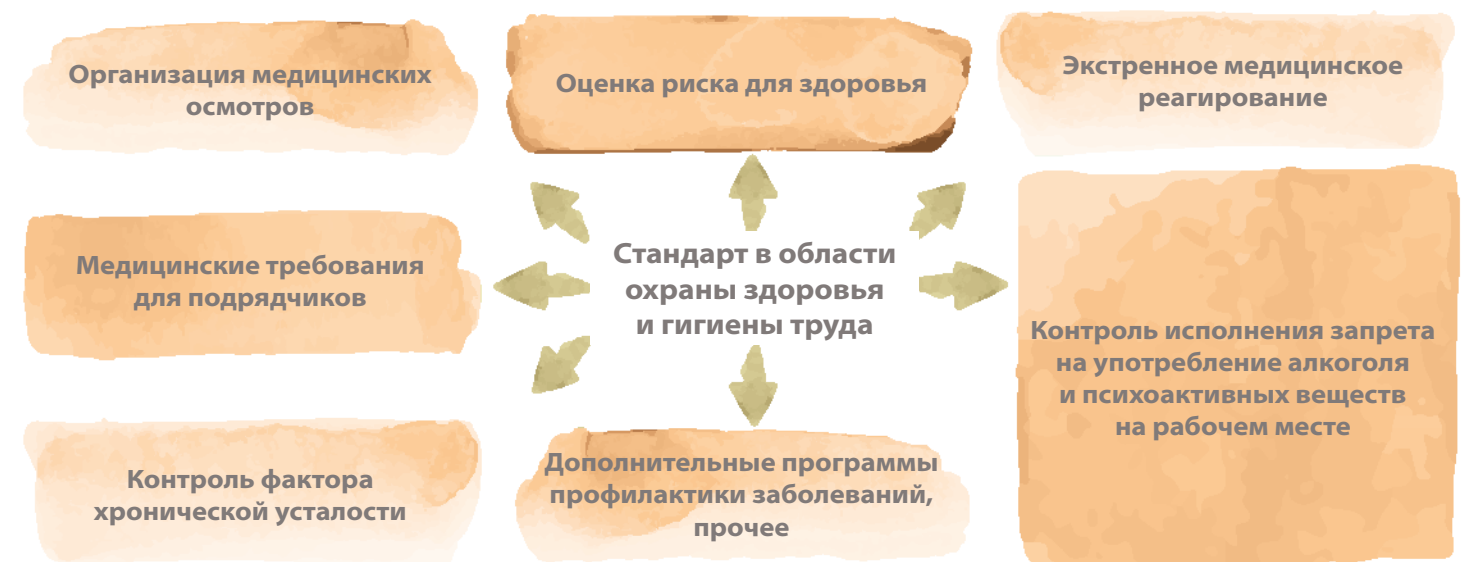 Организация медицинских
осмотров
Оценка риска для здоровья
Экстренное медицинское
реагирование
Медицинские требования
для подрядчиков
Стандарт в области
охраны здоровья
и гигиены труда
Контроль исполнения запрета
на употребление алкоголя
и психоактивных веществ
на рабочем месте
Контроль фактора
хронической усталости
Дополнительные программы
профилактики заболеваний,
прочее